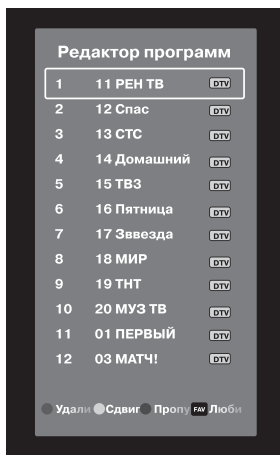 Редактор программ
1 11 РЕН ТВ DTV
2 12 Спас DTV
3 13 СТС DTV
4 14 Домашний DTV
5 15 ТВ3 DTV
6 16 Пятница DTV
7 17 Зввезда DTV
8 18 МИР DTV
9 19 ТНТ DTV
10 20 МУЗ ТВ DTV
11 01 ПЕРВЫЙ DTV
12 03 МАТЧ! DTV
Удали Сдвиг Пропу FAV Люби